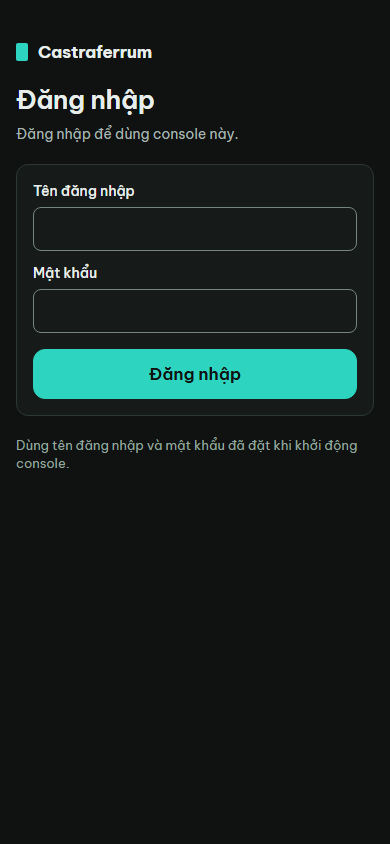 Castraferrum
Đăng nhập
Đăng nhập để dùng console này.
Tên đăng nhập
Mật khẩu
Đăng nhập
Dùng tên đăng nhập và mật khẩu đã đặt khi khởi động
console.